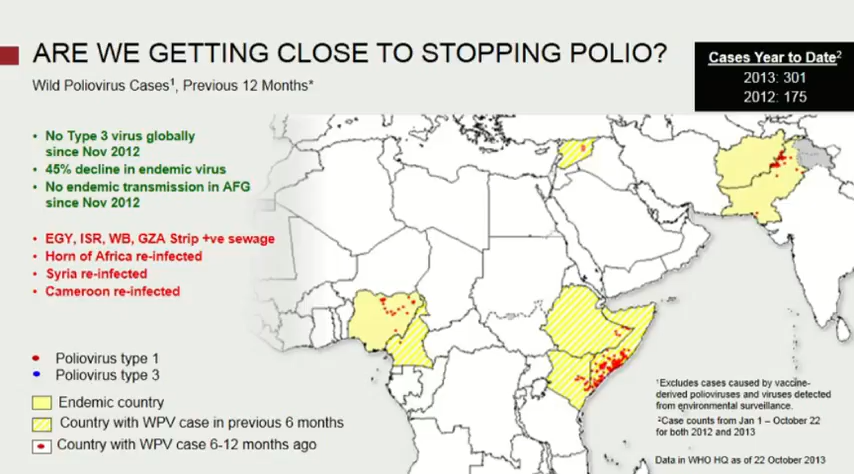 ARE WE GETTING CLOSE TO STOPPING POLIO?
Wild Poliovirus Cases¹, Previous 12 Months*
Cases Year to Date²
2013: 301
2012: 175
• No Type 3 virus globally
since Nov 2012
• 45% decline in endemic virus
• No endemic transmission in AFG
since Nov 2012
• EGY, ISR, WB, GZA Strip +ve sewage
• Horn of Africa re-infected
• Syria re-infected
• Cameroon re-infected
Poliovirus type 1
Poliovirus type 3
Endemic country
Country with WPV case in previous 6 months
Country with WPV case 6-12 months ago
¹Excludes cases caused by vaccine-
derived polioviruses and viruses detected
from environmental surveillance.
²Case counts from Jan 1 – October 22
for both 2012 and 2013
Data in WHO HQ as of 22 October 2013